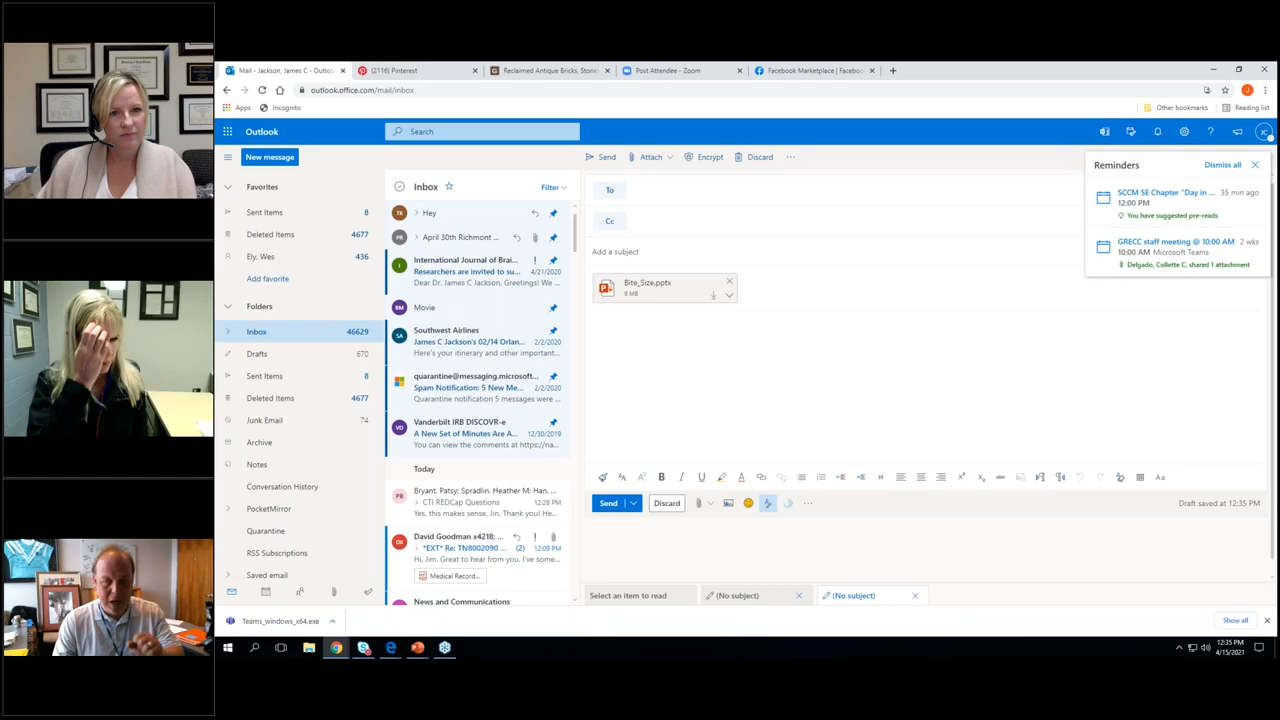 Mail - Jackson, James C - Outlo
(2116) Pinterest
Reclaimed Antique Bricks, Stone
Post Attendee - Zoom
Facebook Marketplace | Facebook
outlook.office.com/mail/inbox
Apps
Incognito
Other bookmarks
Reading list
Outlook
Search
JC
New message
Send
Attach
Encrypt
Discard
Favorites
Sent Items 8
Deleted Items 4677
Ely, Wes 436
Add favorite
Folders
Inbox 46629
Drafts 670
Sent Items 8
Deleted Items 4677
Junk Email 74
Archive
Notes
Conversation History
PocketMirror
Quarantine
RSS Subscriptions
Saved email
Inbox
Filter
TK Hey
PB April 30th Richmont ...
I International Journal of Brai...
Researchers are invited to su... 4/21/2020
Dear Dr. James C Jackson, Greetings! We ...
BM Movie
SA Southwest Airlines
James C Jackson's 02/14 Orlan... 2/2/2020
Here's your itinerary and other important...
quarantine@messaging.microsoft...
Spam Notification: 5 New Me... 2/2/2020
Quarantine notification 5 messages were ...
VD Vanderbilt IRB DISCOVR-e
A New Set of Minutes Are A... 12/30/2019
You can view the comments at https://na...
Today
PB Bryant, Patsy; Spradlin, Heather M; Han, ...
CTI REDCap Questions 12:28 PM
Yes, this makes sense, Jin. Thank you! He...
David Goodman x4218; ...
*EXT* Re: TN8002090 ... (2) 12:09 PM
Hi, Jim. Great to hear from you. I've some...
Medical Record...
News and Communications
To
Cc
Add a subject
Bite_Size.pptx
9 MB
Send
Discard
Draft saved at 12:35 PM
Select an item to read
(No subject)
(No subject)
Reminders
Dismiss all
SCCM SE Chapter "Day in ... 35 min ago
12:00 PM
You have suggested pre-reads
GRECC staff meeting @ 10:00 AM 2 wks
10:00 AM Microsoft Teams
Delgado, Collette C. shared 1 attachment
Teams_windows_x64.exe
Show all
12:35 PM
4/15/2021